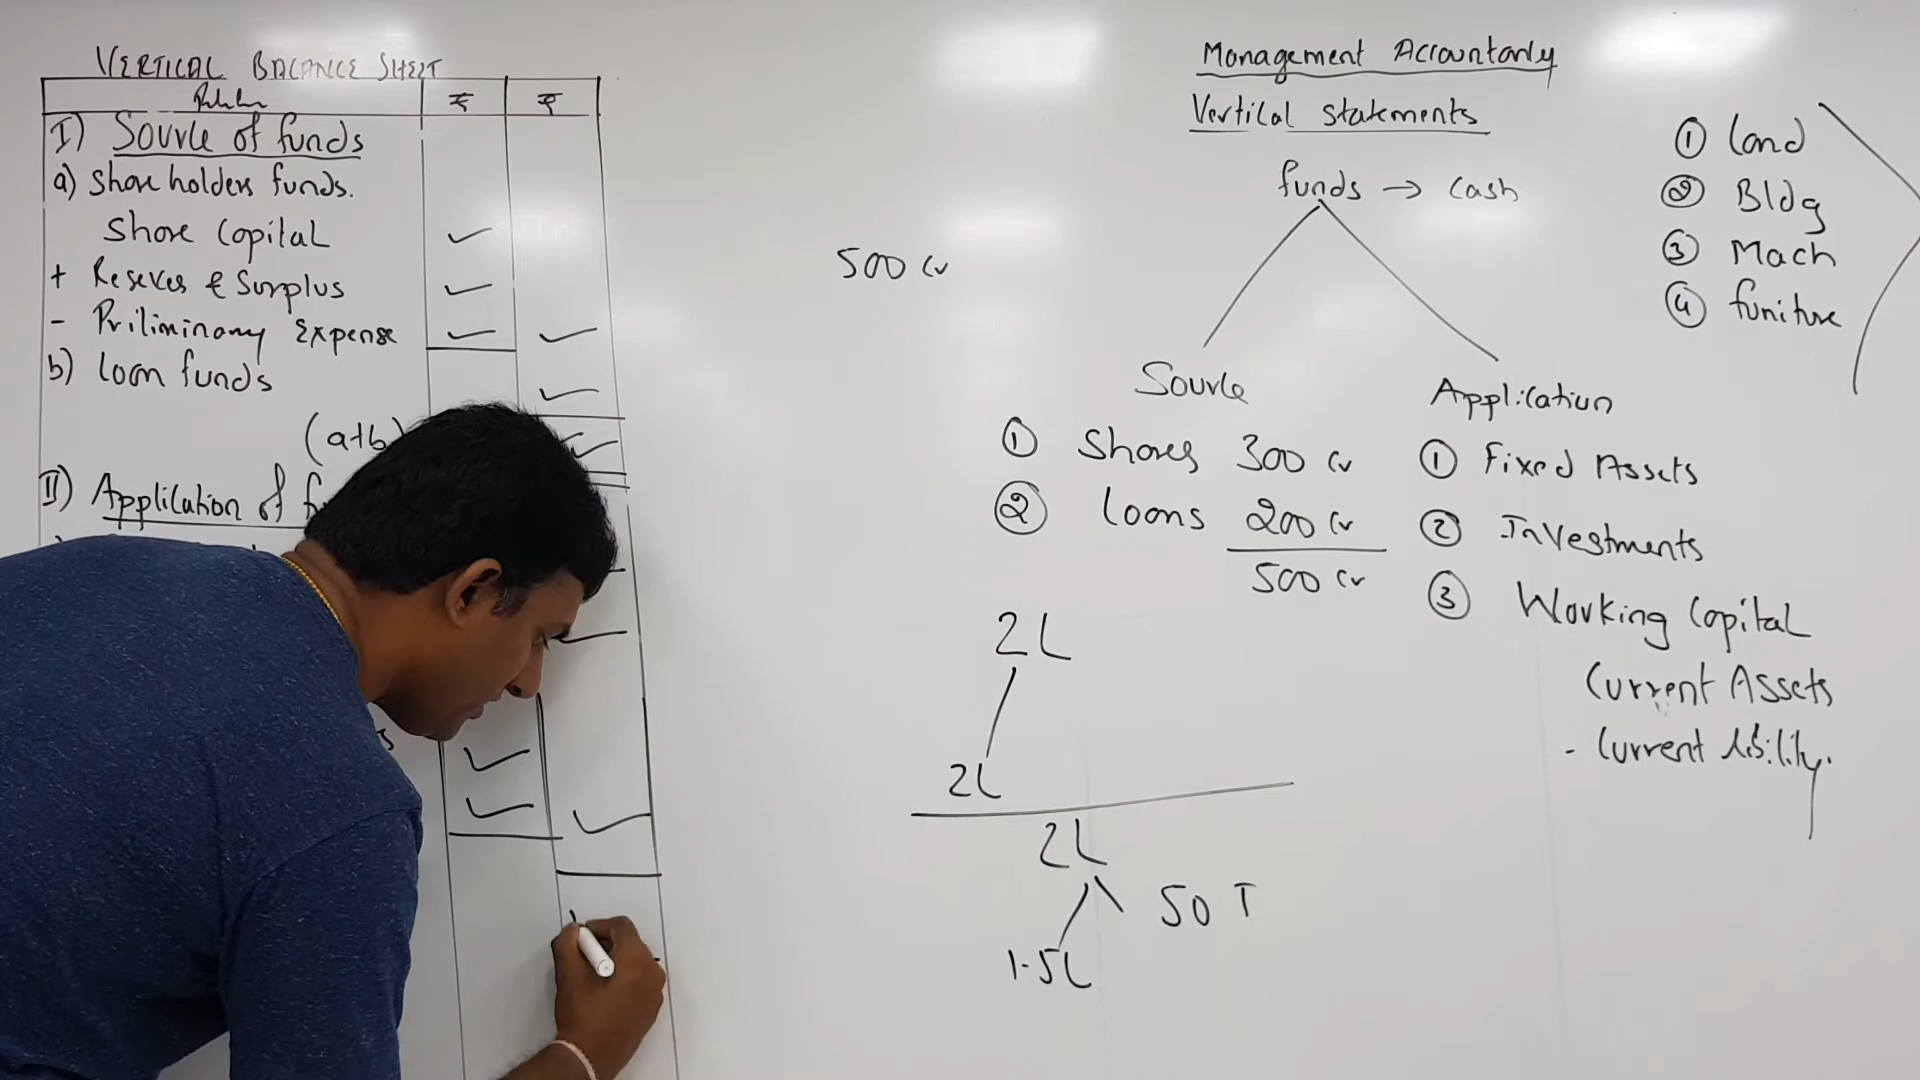 VERTICAL BALANCE SHEET
₹ ₹
I) Source of funds
a) Share holders funds.
Share Capital
+ Reseves & Surplus
- Priliminary Expense
b) Loan funds
(a+b)
II) Application of f
500 cr
Management Accountancy
Vertical Statements
funds → Cash
Source
① Shares 300 cr
② Loans 200 cr
500 cr
Application
① Fixed Assets
② Investments
③ Working Capital
Current Assets
- Current
① Land
② Bldg
③ Mach
④ Funiture
2L
2L
2L
1.5L 50 T